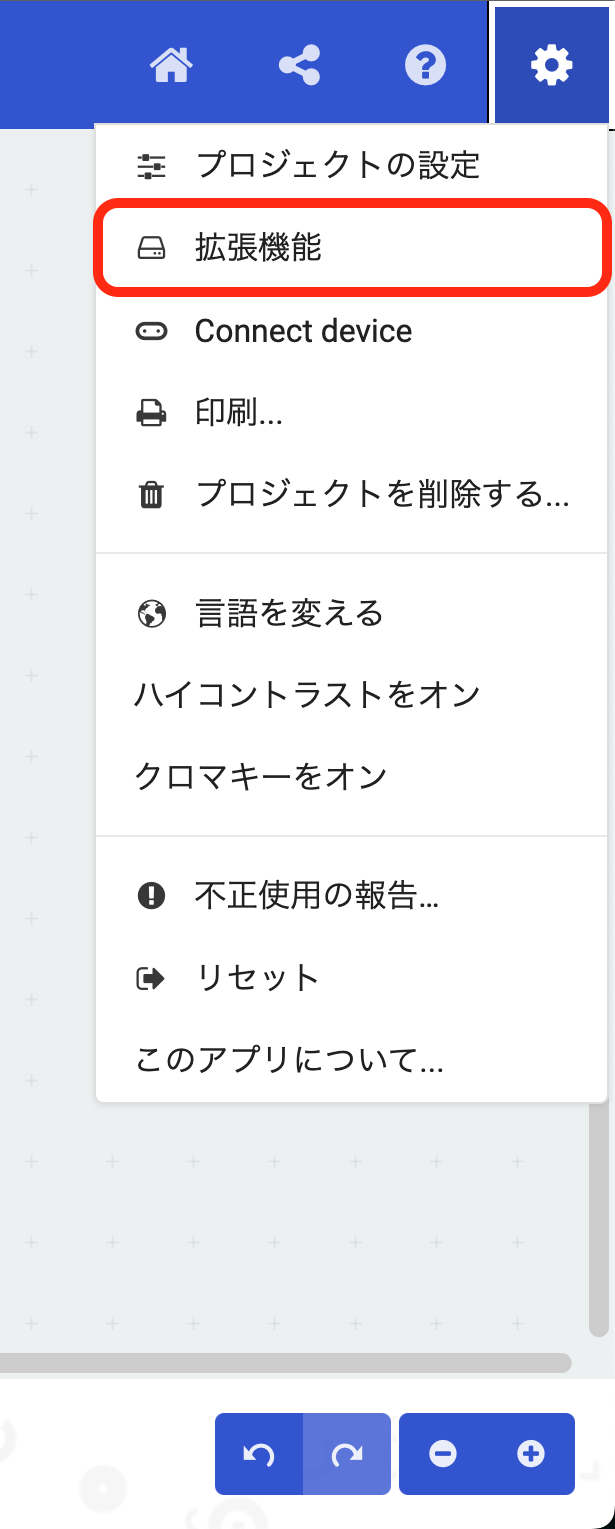 プロジェクトの設定
拡張機能
Connect device
印刷...
プロジェクトを削除する...
言語を変える
ハイコントラストをオン
クロマキーをオン
不正使用の報告...
リセット
このアプリについて...